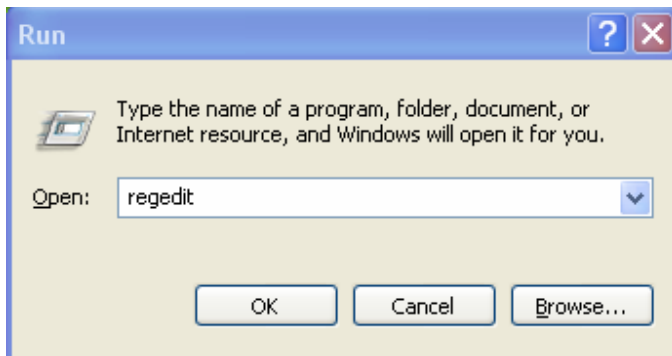 Run
Type the name of a program, folder, document, or
Internet resource, and Windows will open it for you.
Open: regedit
OK Cancel Browse...